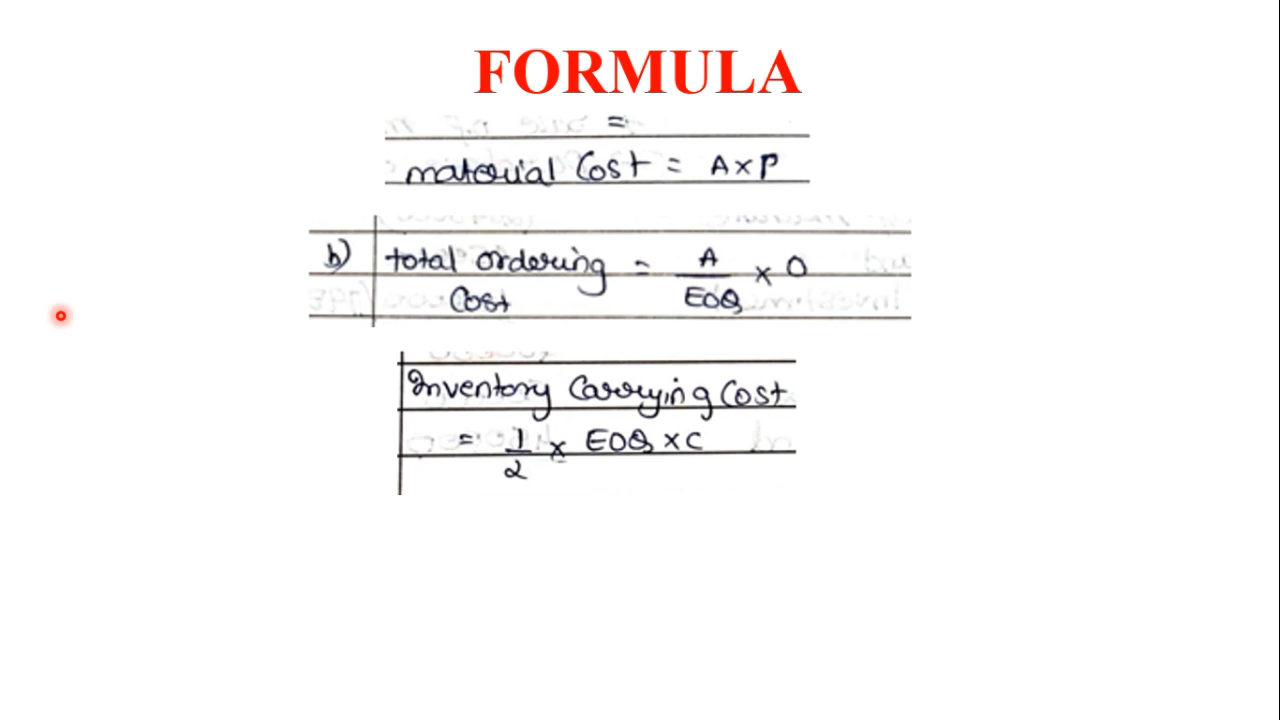 FORMULA
=
material Cost = A×P
b) total ordering = A/EOQ × O
Cost
Inventory Carrying Cost
= 1/2 × EOQ × C